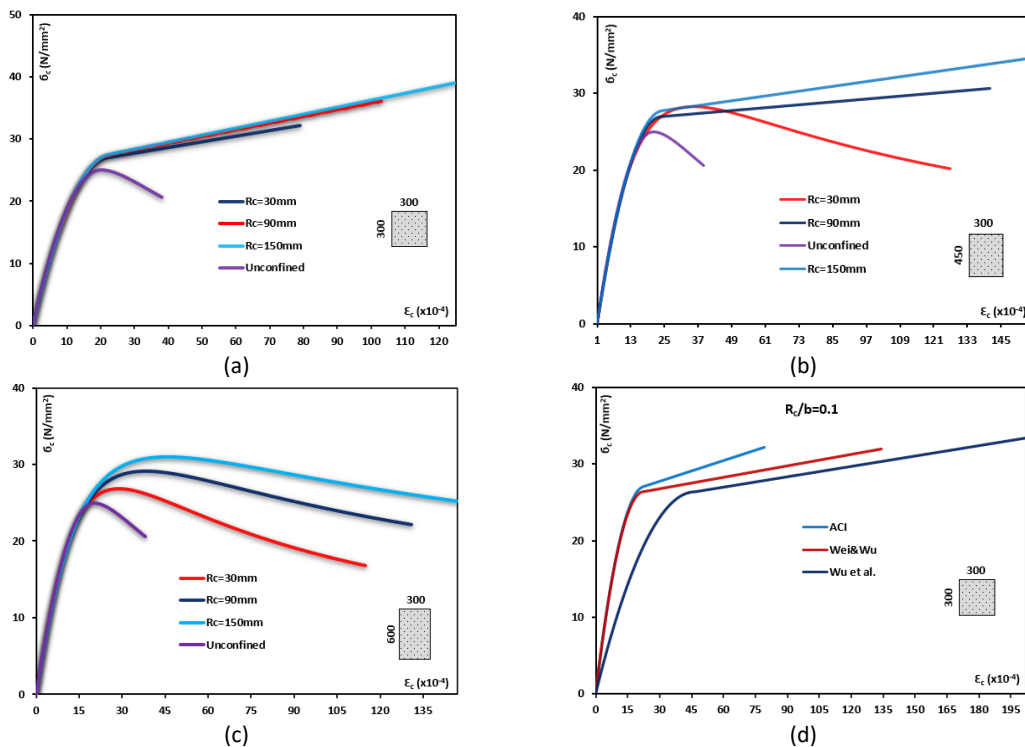 50
40
30
20
10
0
σc (N/mm²)
Rc=30mm
Rc=90mm
Rc=150mm
Unconfined
300
300
εc (x10⁻⁴)
0 10 20 30 40 50 60 70 80 90 100 110 120
(a)
40
30
20
10
0
σc (N/mm²)
Rc=30mm
Rc=90mm
Unconfined
Rc=150mm
300
450
εc (x10⁻⁴)
1 13 25 37 49 61 73 85 97 109 121 133 145
(b)
40
30
20
10
0
σc (N/mm²)
Rc=30mm
Rc=90mm
Rc=150mm
Unconfined
300
600
εc (x10⁻⁴)
0 15 30 45 60 75 90 105 120 135
(c)
40
30
20
10
0
σc (N/mm²)
Rc/b=0.1
ACI
Wei&Wu
Wu et al.
300
300
εc (x10⁻⁴)
0 15 30 45 60 75 90 105 120 135 150 165 180 195
(d)